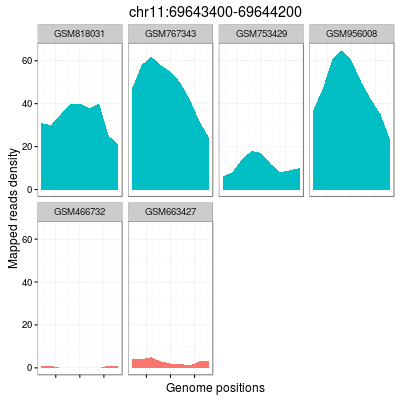 chr11:69643400-69644200
GSM818031 GSM767343 GSM753429 GSM956008
60
40
20
0
GSM466732 GSM663427
60
40
20
0
Mapped reads density
Genome positions